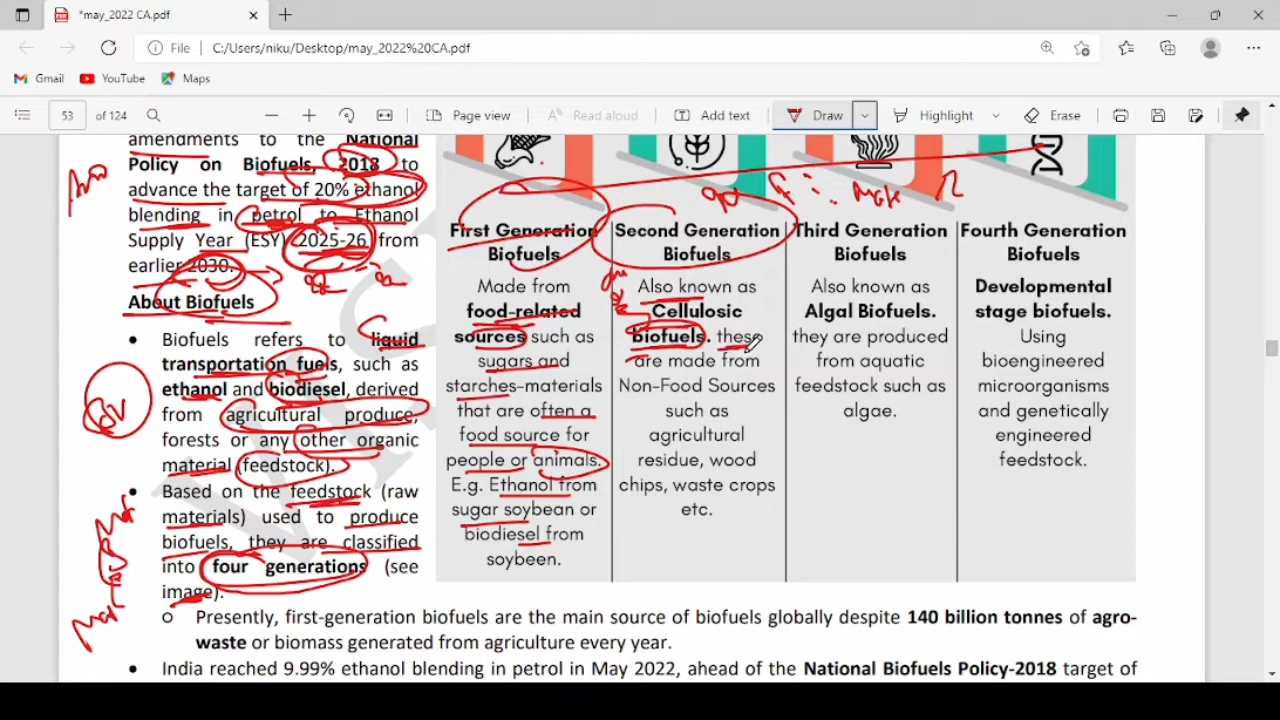 *may_2022 CA.pdf
File
C:/Users/niku/Desktop/may_2022%20CA.pdf
Gmail
YouTube
Maps
53
of 124
Page view
Read aloud
Add text
Draw
Highlight
Erase
amendments to the National
Policy on Biofuels, 2018 to
advance the target of 20% ethanol
blending in petrol to Ethanol
Supply Year (ESY) 2025-26 from
earlier 2030.
About Biofuels
• Biofuels refers to liquid
transportation fuels, such as
ethanol and biodiesel, derived
from agricultural produce,
forests or any other organic
material (feedstock).
• Based on the feedstock (raw
materials) used to produce
biofuels, they are classified
into four generations (see
image).
First Generation
Biofuels
Made from
food-related
sources such as
sugars and
starches-materials
that are often a
food source for
people or animals.
E.g. Ethanol from
sugar soybean or
biodiesel from
soybeen.
Second Generation
Biofuels
Also known as
Cellulosic
biofuels. these
are made from
Non-Food Sources
such as
agricultural
residue, wood
chips, waste crops
etc.
Third Generation
Biofuels
Also known as
Algal Biofuels.
they are produced
from aquatic
feedstock such as
algae.
Fourth Generation
Biofuels
Developmental
stage biofuels.
Using
bioengineered
microorganisms
and genetically
engineered
feedstock.
o Presently, first-generation biofuels are the main source of biofuels globally despite 140 billion tonnes of agro-
waste or biomass generated from agriculture every year.
• India reached 9.99% ethanol blending in petrol in May 2022, ahead of the National Biofuels Policy-2018 target of